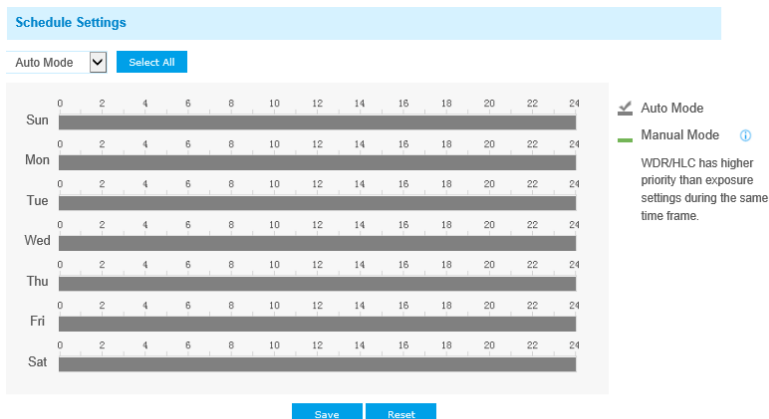 Schedule Settings
Auto Mode
Select All
0 2 4 6 8 10 12 14 16 18 20 22 24
Sun
0 2 4 6 8 10 12 14 16 18 20 22 24
Mon
0 2 4 6 8 10 12 14 16 18 20 22 24
Tue
0 2 4 6 8 10 12 14 16 18 20 22 24
Wed
0 2 4 6 8 10 12 14 16 18 20 22 24
Thu
0 2 4 6 8 10 12 14 16 18 20 22 24
Fri
0 2 4 6 8 10 12 14 16 18 20 22 24
Sat
Auto Mode
Manual Mode
WDR/HLC has higher
priority than exposure
settings during the same
time frame.
Save
Reset